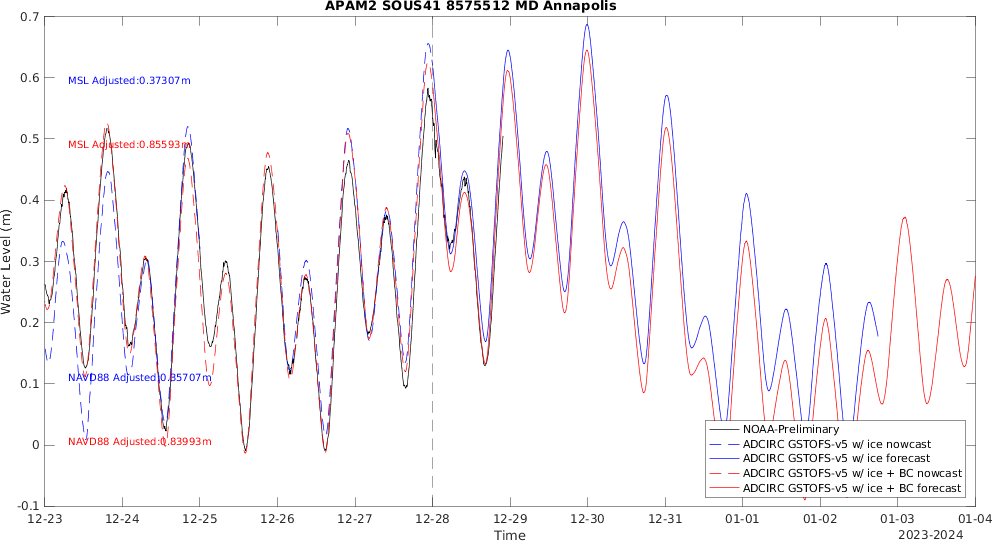 APAM2 SOUS41 8575512 MD Annapolis
0.7
0.6
0.5
0.4
0.3
0.2
0.1
0
-0.1
Water Level (m)
MSL Adjusted:0.37307m
MSL Adjusted:0.85593m
NAVD88 Adjusted:0.35707m
NAVD88 Adjusted:0.83993m
NOAA-Preliminary
ADCIRC GSTOFS-v5 w/ ice nowcast
ADCIRC GSTOFS-v5 w/ ice forecast
ADCIRC GSTOFS-v5 w/ ice + BC nowcast
ADCIRC GSTOFS-v5 w/ ice + BC forecast
12-23 12-24 12-25 12-26 12-27 12-28 12-29 12-30 12-31 01-01 01-02 01-03 01-04
Time
2023-2024